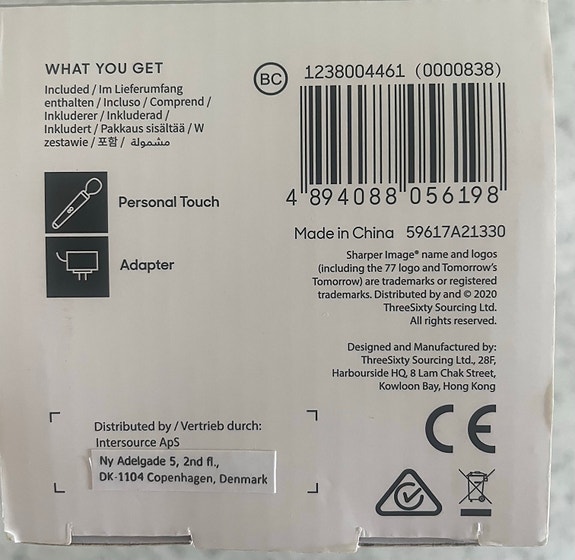 WHAT YOU GET
Included / Im Lieferumfang
enthalten / Incluso / Comprend /
Inkluderer / Inkluderad /
Inkludert / Pakkaus sisältää / W
zestawie / 포함 / مشمولة
Personal Touch
Adapter
BC
1238004461 (0000838)
4 894088 056198
Made in China 59617A21330
Sharper Image® name and logos
(including the 77 logo and Tomorrow's
Tomorrow) are trademarks or registered
trademarks. Distributed by and © 2020
ThreeSixty Sourcing Ltd.
All rights reserved.
Designed and Manufactured by:
ThreeSixty Sourcing Ltd., 28F,
Harbourside HQ, 8 Lam Chak Street,
Kowloon Bay, Hong Kong
CE
Distributed by / Vertrieb durch:
Intersource ApS
Ny Adelgade 5, 2nd fl.,
DK-1104 Copenhagen, Denmark